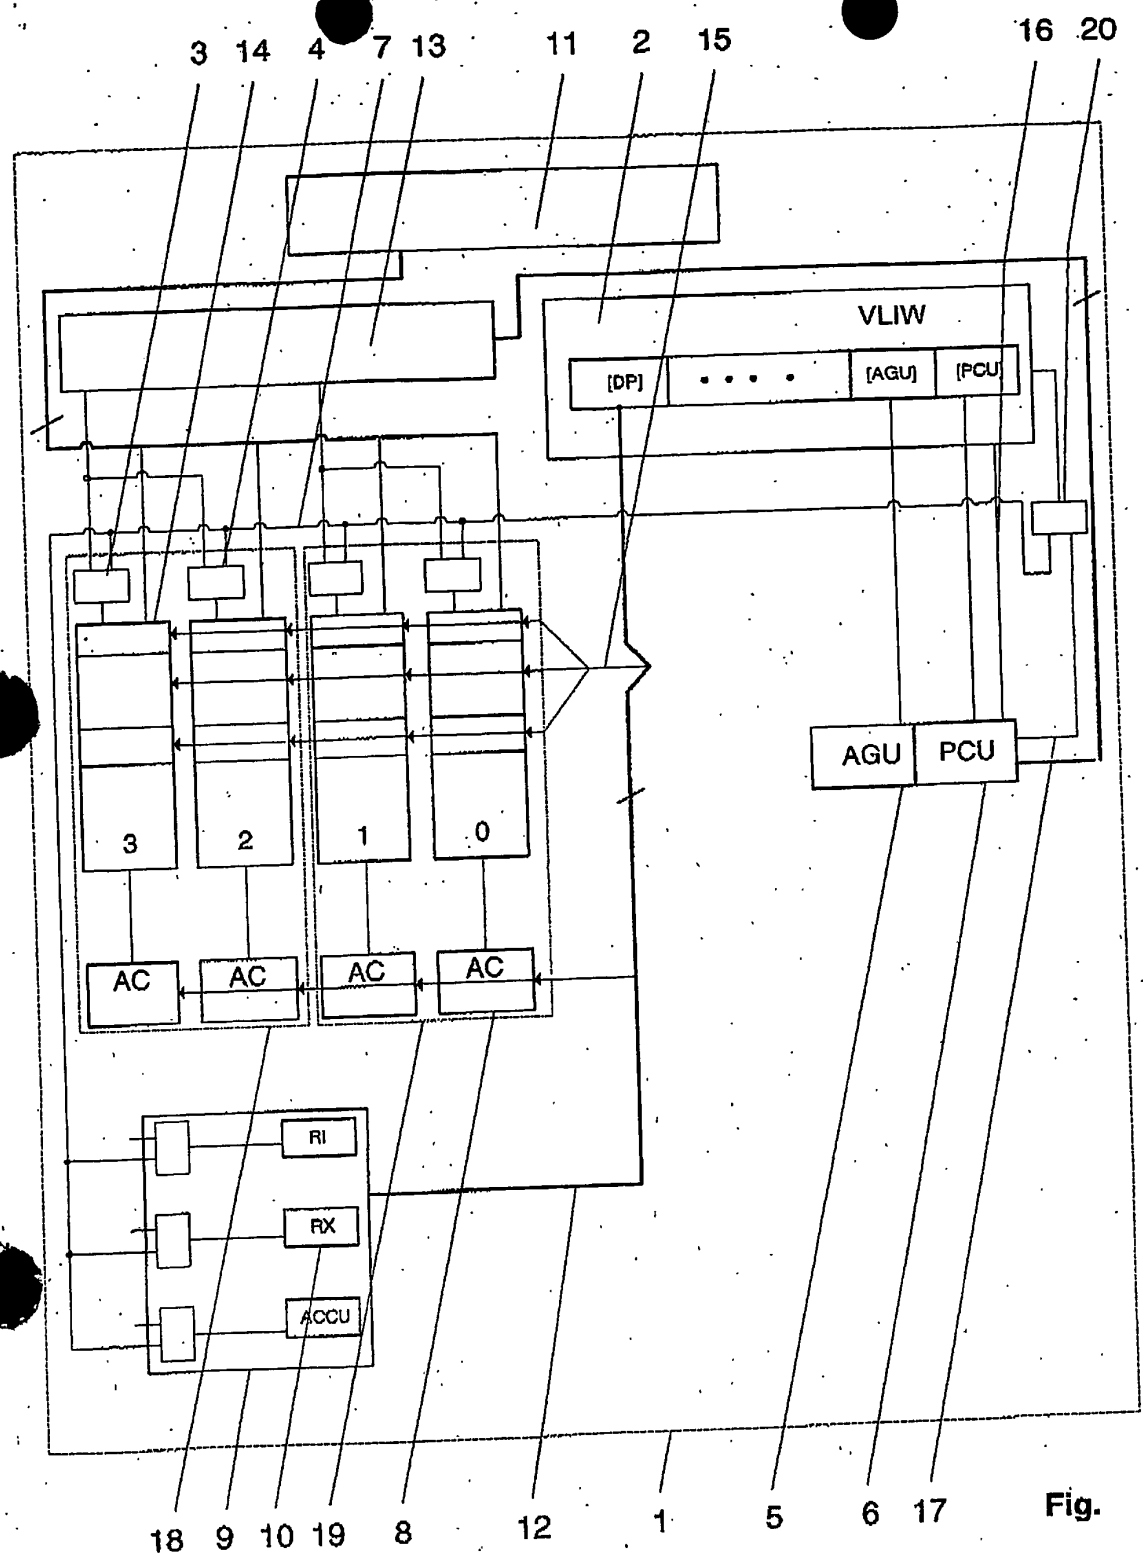 3 14 4 7 13 11 2 15 16 20
VLIW
[DP] • • • • [AGU] [PCU]
AGU PCU
3 2 1 0
AC AC AC AC
RI
RX
ACCU
18 9 10 19 8 12 1 5 6 17 Fig.